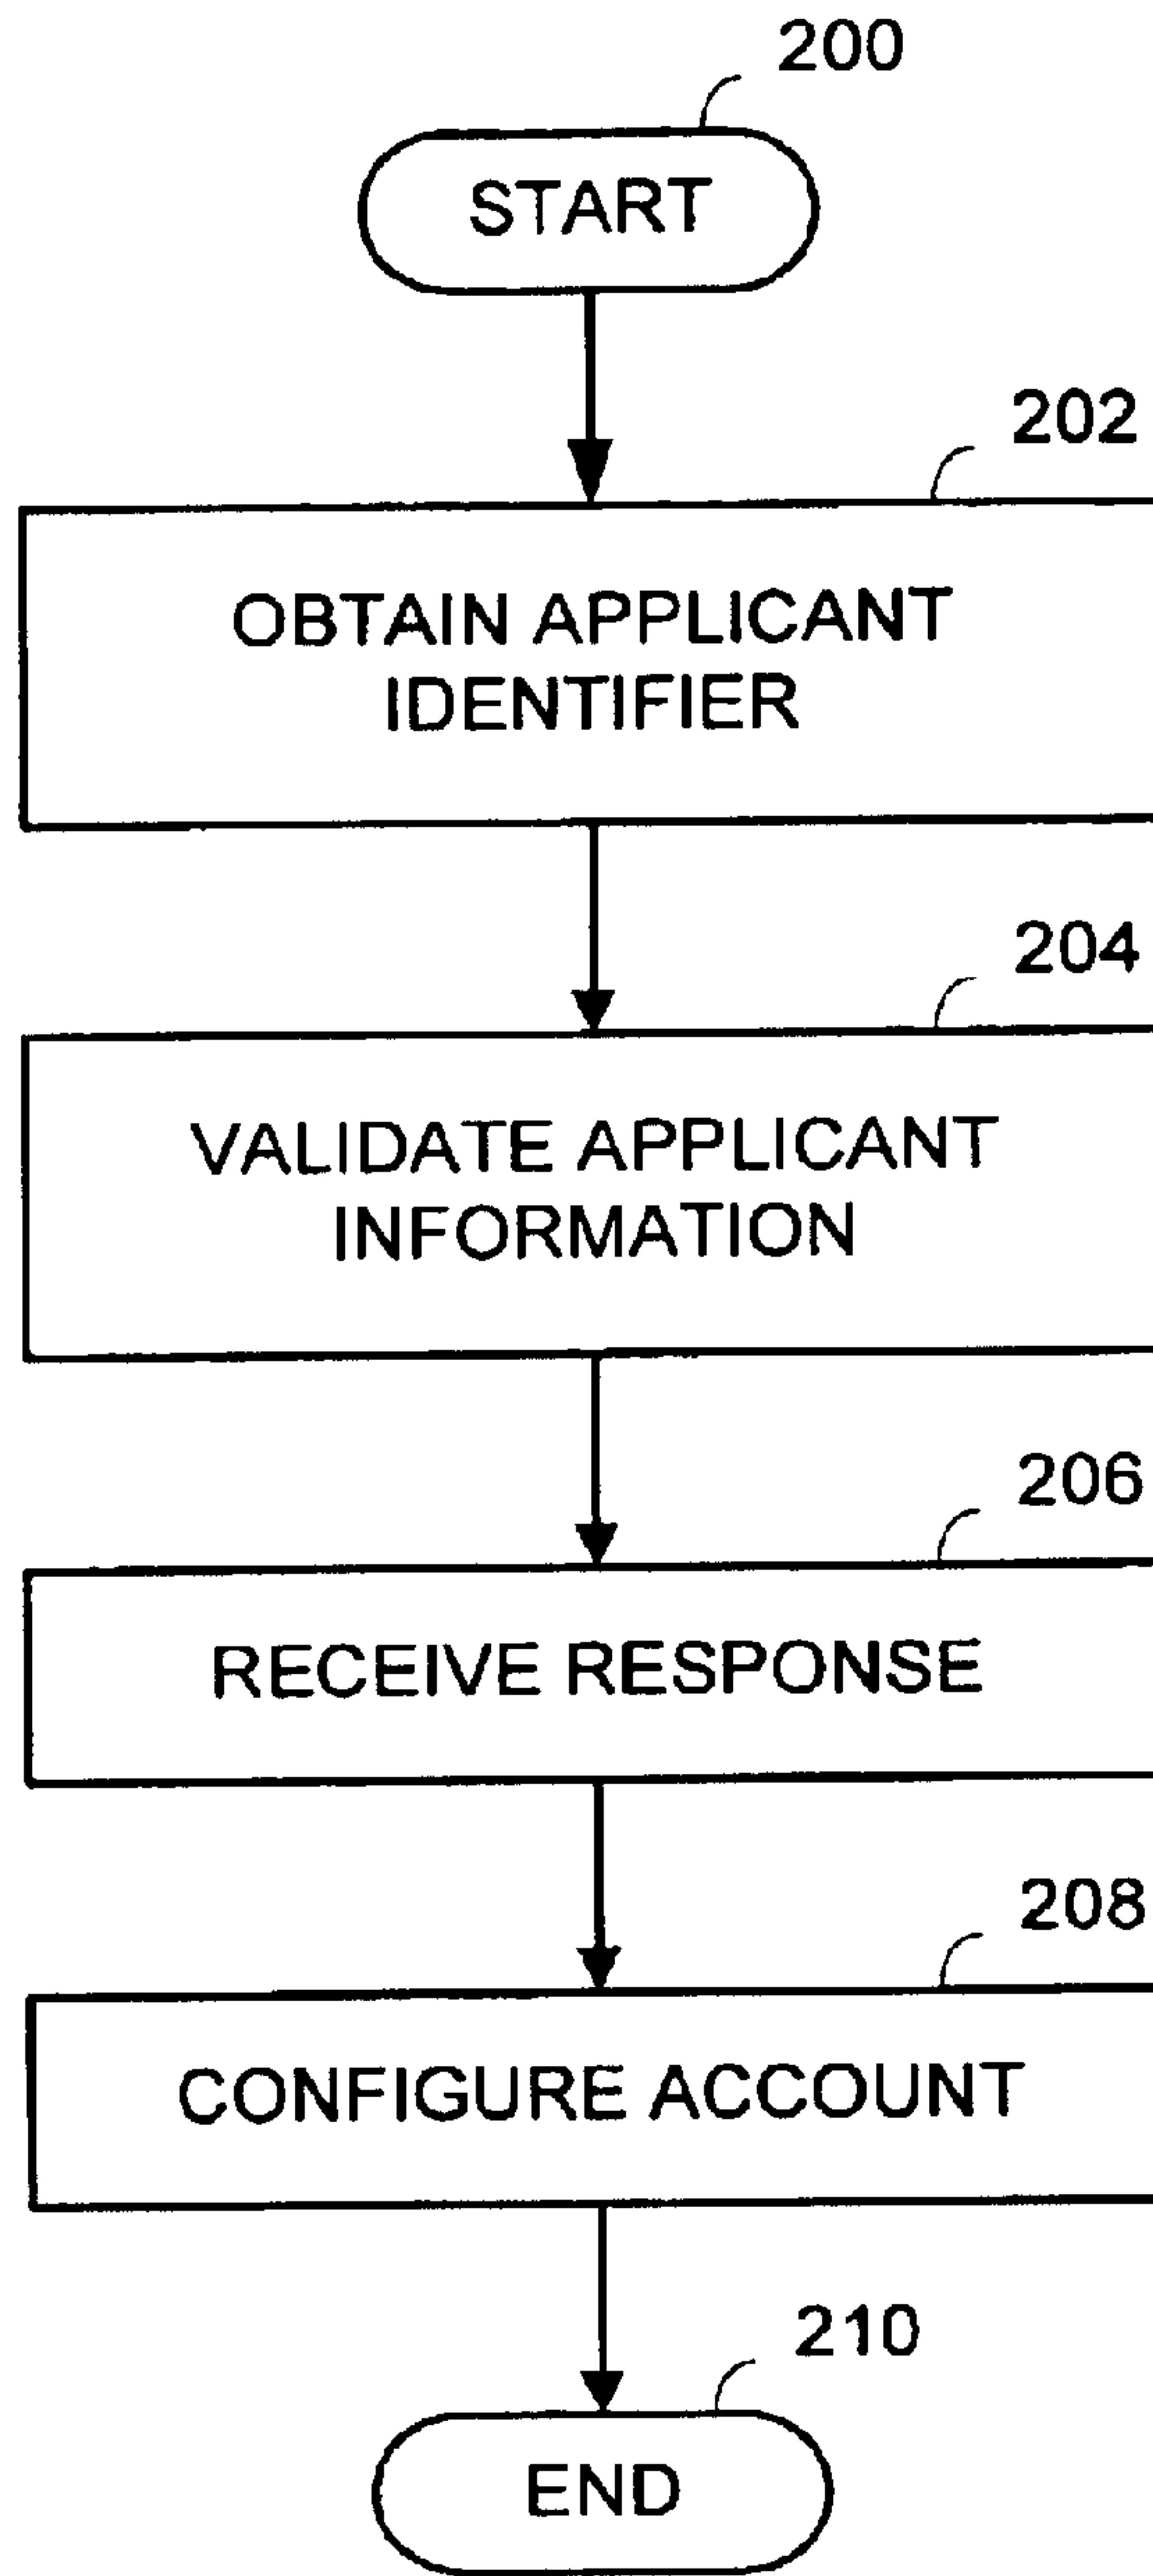 200
START
202
OBTAIN APPLICANT
IDENTIFIER
204
VALIDATE APPLICANT
INFORMATION
206
RECEIVE RESPONSE
208
CONFIGURE ACCOUNT
210
END